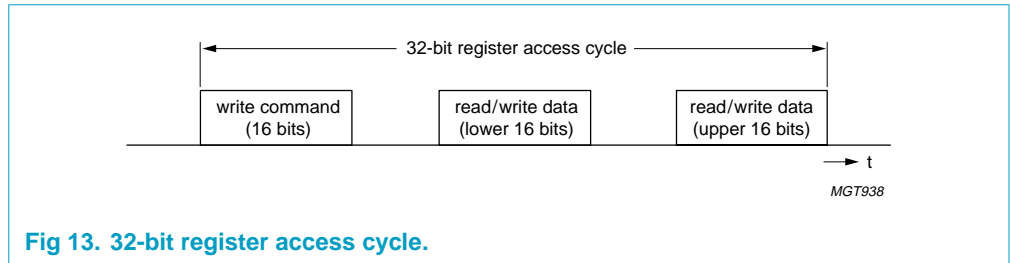 32-bit register access cycle
write command
(16 bits)
read/write data
(lower 16 bits)
read/write data
(upper 16 bits)
t
MGT938
Fig 13. 32-bit register access cycle.